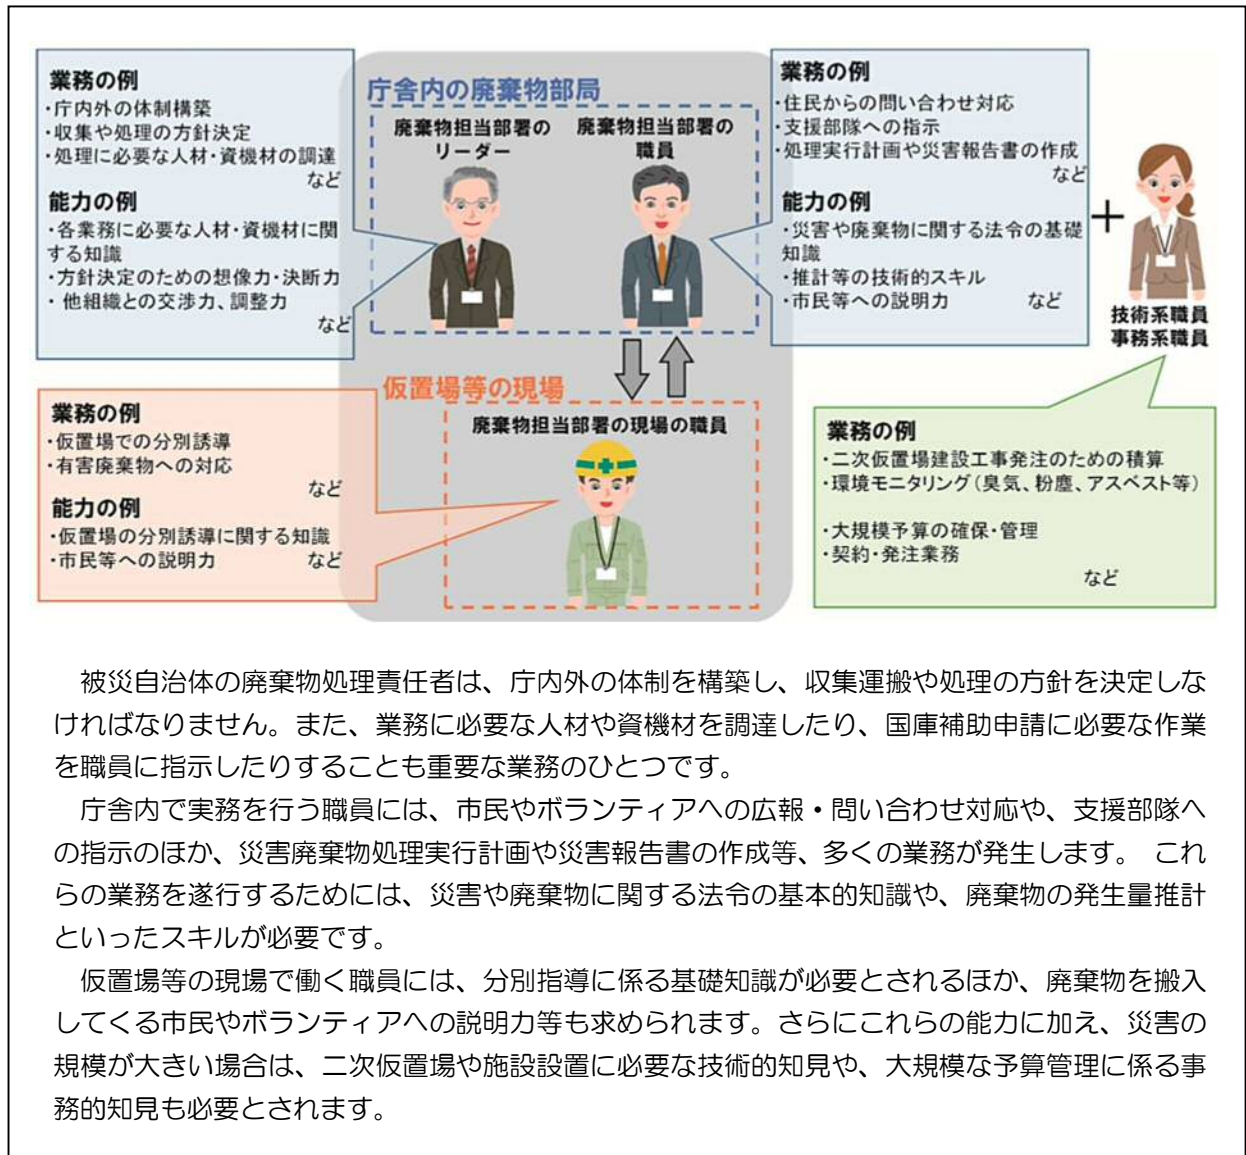 業務の例
・庁内外の体制構築
・収集や処理の方針決定
・処理に必要な人材・資機材の調達
など
能力の例
・各業務に必要な人材・資機材に関
する知識
・方針決定のための想像力・決断力
・他組織との交渉力、調整力
など
庁舎内の廃棄物部局
廃棄物担当部署の
リーダー
廃棄物担当部署の
職員
業務の例
・住民からの問い合わせ対応
・支援部隊への指示
・処理実行計画や災害報告書の作成
など
能力の例
・災害や廃棄物に関する法令の基礎
知識
・推計等の技術的スキル
・市民等への説明力 など
+
技術系職員
事務系職員
仮置場等の現場
廃棄物担当部署の現場の職員
業務の例
・仮置場での分別誘導
・有害廃棄物への対応
など
能力の例
・仮置場の分別誘導に関する知識
・市民等への説明力 など
業務の例
・二次仮置場建設工事発注のための積算
・環境モニタリング(臭気、粉塵、アスベスト等)
・大規模予算の確保・管理
・契約・発注業務
など
被災自治体の廃棄物処理責任者は、庁内外の体制を構築し、収集運搬や処理の方針を決定しな
ければなりません。また、業務に必要な人材や資機材を調達したり、国庫補助申請に必要な作業
を職員に指示したりすることも重要な業務のひとつです。
庁舎内で実務を行う職員には、市民やボランティアへの広報・問い合わせ対応や、支援部隊へ
の指示のほか、災害廃棄物処理実行計画や災害報告書の作成等、多くの業務が発生します。 これ
らの業務を遂行するためには、災害や廃棄物に関する法令の基本的知識や、廃棄物の発生量推計
といったスキルが必要です。
仮置場等の現場で働く職員には、分別指導に係る基礎知識が必要とされるほか、廃棄物を搬入
してくる市民やボランティアへの説明力等も求められます。さらにこれらの能力に加え、災害の
規模が大きい場合は、二次仮置場や施設設置に必要な技術的知見や、大規模な予算管理に係る事
務的知見も必要とされます。